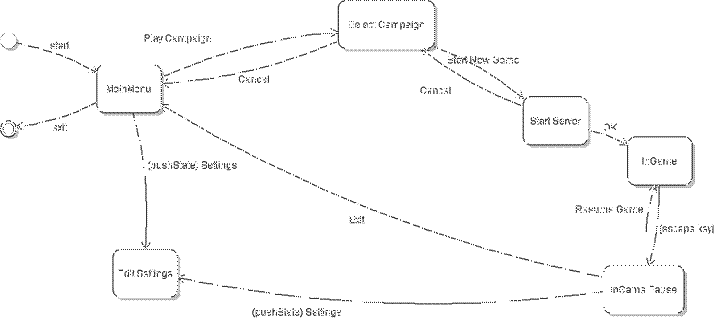 Select Campaign
Play Campaign
start
Start New Game
Cancel
Cancel
MainMenu
Start Server
OK
exit
InGame
(pushState) Settings
Resume Game
Exit
(escape key)
Edit Settings
InGame Pause
(pushState) Settings